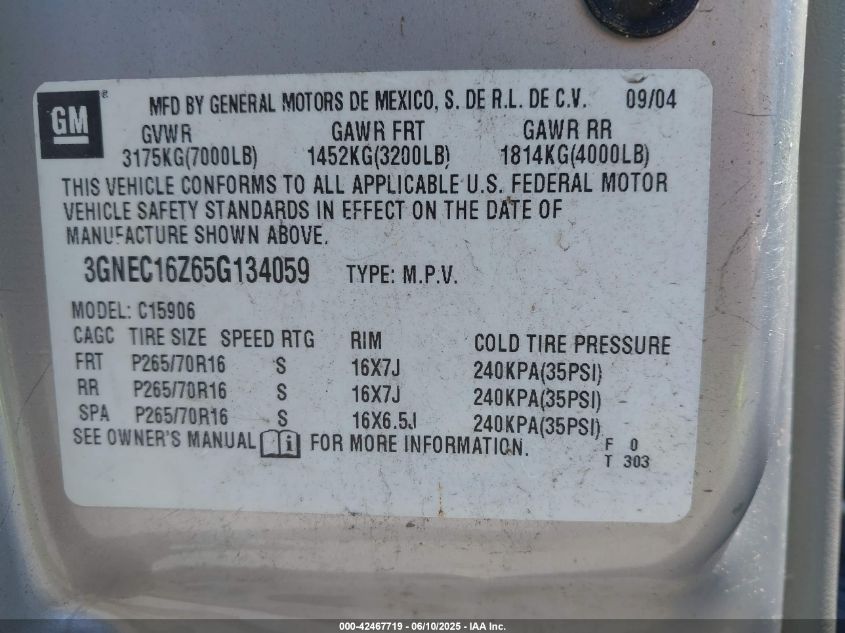 GM®
MFD BY GENERAL MOTORS DE MEXICO, S. DE R.L. DE C.V. 09/04
GVWR GAWR FRT GAWR RR
3175KG(7000LB) 1452KG(3200LB) 1814KG(4000LB)
THIS VEHICLE CONFORMS TO ALL APPLICABLE U.S. FEDERAL MOTOR
VEHICLE SAFETY STANDARDS IN EFFECT ON THE DATE OF
MANUFACTURE SHOWN ABOVE.
3GNEC16Z65G134059 TYPE: M.P.V.
MODEL: C15906
CAGC TIRE SIZE SPEED RTG RIM COLD TIRE PRESSURE
FRT P265/70R16 S 16X7J 240KPA(35PSI)
RR P265/70R16 S 16X7J 240KPA(35PSI)
SPA P265/70R16 S 16X6.5J 240KPA(35PSI)
SEE OWNER'S MANUAL i FOR MORE INFORMATION. F 0
T 303
000-42467719 - 06/10/2025 - IAA Inc.